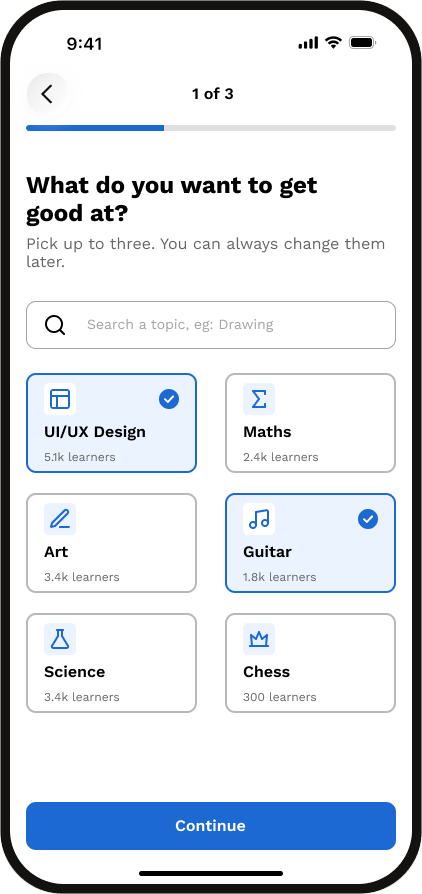 9:41
1 of 3
What do you want to get
good at?
Pick up to three. You can always change them
later.
Search a topic, eg: Drawing
UI/UX Design
5.1k learners
Maths
2.4k learners
Art
3.4k learners
Guitar
1.8k learners
Science
3.4k learners
Chess
300 learners
Continue